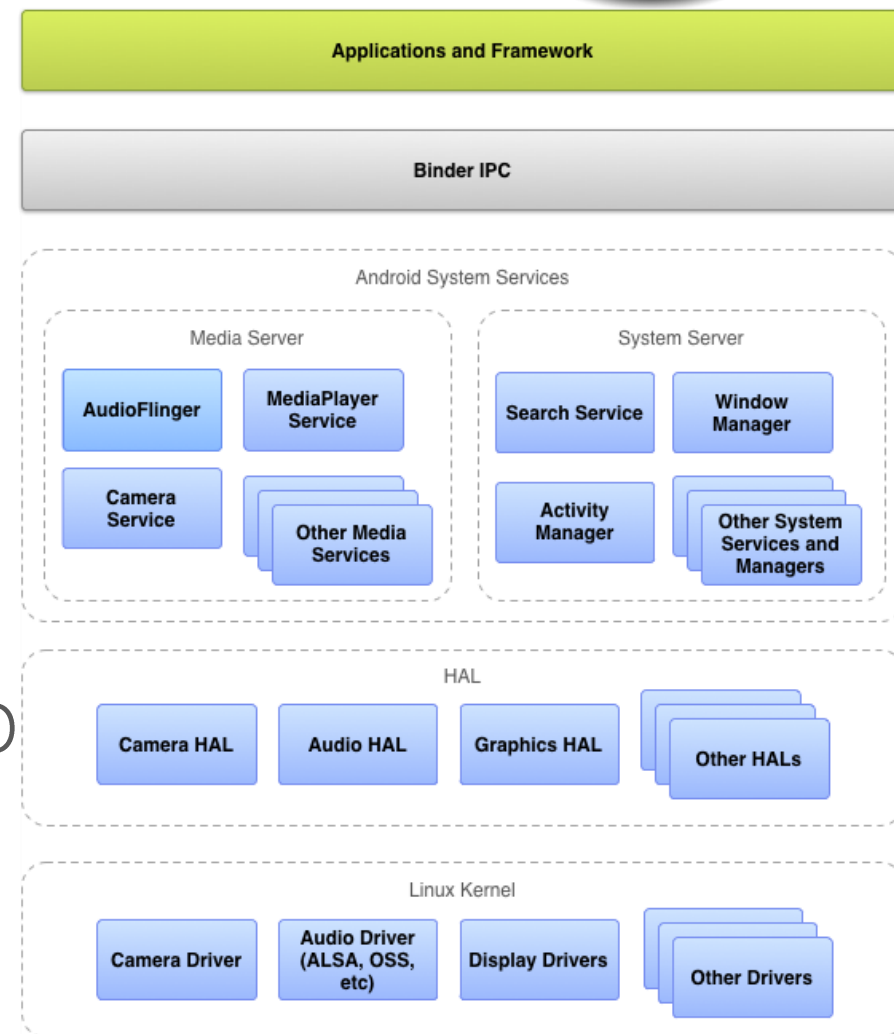 Applications and Framework
Binder IPC
Android System Services
Media Server
System Server
AudioFlinger
MediaPlayer
Service
Search Service
Window
Manager
Camera
Service
Other Media
Services
Activity
Manager
Other System
Services and
Managers
HAL
Camera HAL
Audio HAL
Graphics HAL
Other HALs
Linux Kernel
Camera Driver
Audio Driver
(ALSA, OSS,
etc)
Display Drivers
Other Drivers